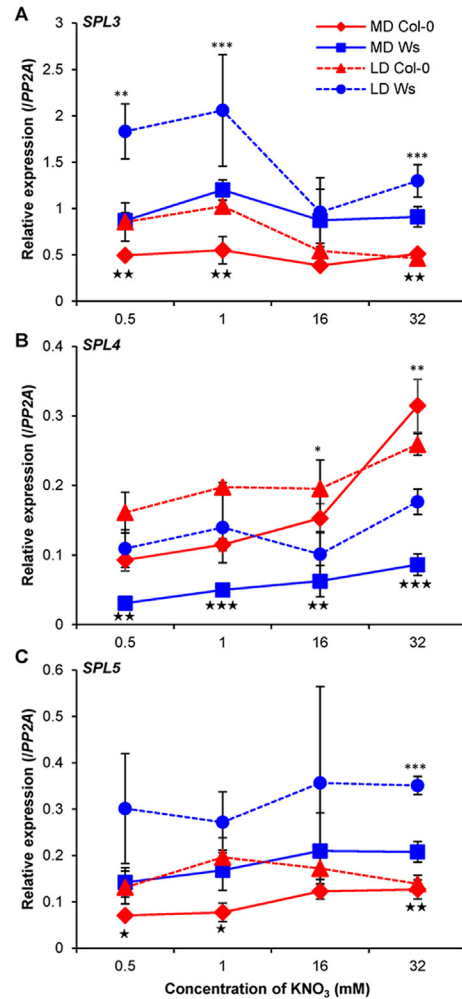 A
SPL3
MD Col-0
MD Ws
LD Col-0
LD Ws
Relative expression (/PP2A)
3
2.5
2
1.5
1
0.5
0
** *** ***
★★ ★★ ★★
0.5 1 16 32
B
SPL4
Relative expression (/PP2A)
0.4
0.3
0.2
0.1
0
* **
★★ ★★★ ★★ ★★★
0.5 1 16 32
C
SPL5
Relative expression (/PP2A)
0.6
0.5
0.4
0.3
0.2
0.1
0
***
★ ★ ★★
0.5 1 16 32
Concentration of KNO₃ (mM)